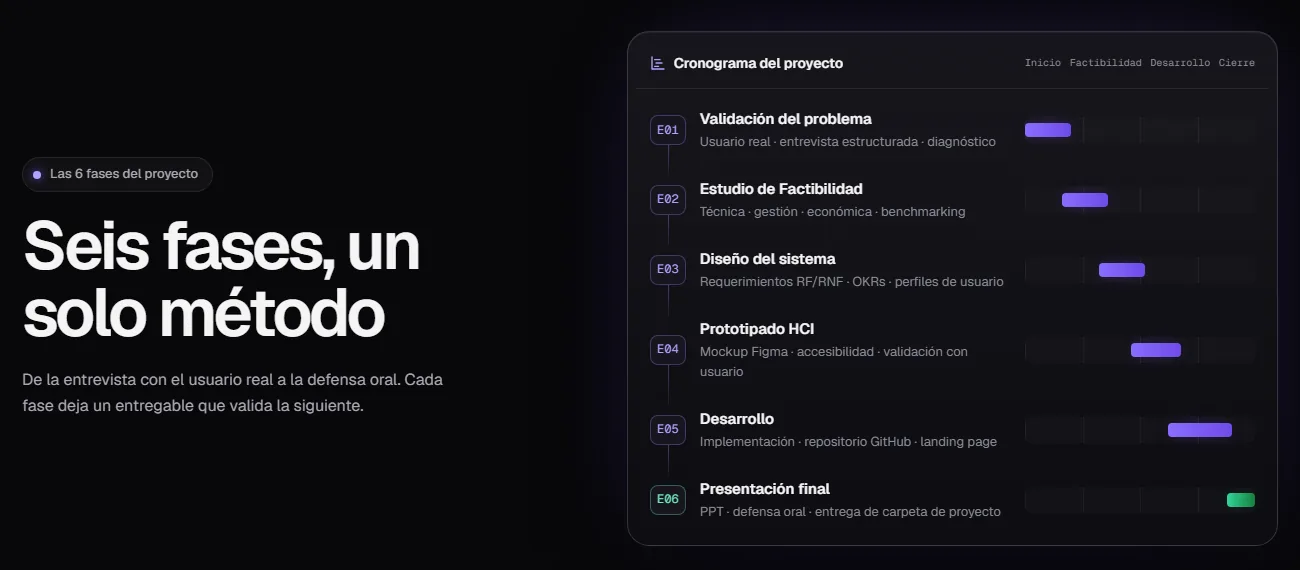 Las 6 fases del proyecto
Seis fases, un
solo método
De la entrevista con el usuario real a la defensa oral. Cada
fase deja un entregable que valida la siguiente.
Cronograma del proyecto
Inicio Factibilidad Desarrollo Cierre
E01
Validación del problema
Usuario real · entrevista estructurada · diagnóstico
E02
Estudio de Factibilidad
Técnica · gestión · económica · benchmarking
E03
Diseño del sistema
Requerimientos RF/RNF · OKRs · perfiles de usuario
E04
Prototipado HCI
Mockup Figma · accesibilidad · validación con
usuario
E05
Desarrollo
Implementación · repositorio GitHub · landing page
E06
Presentación final
PPT · defensa oral · entrega de carpeta de proyecto